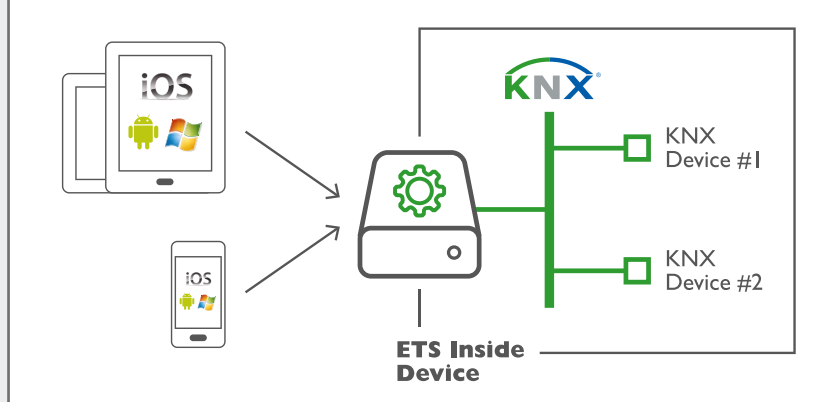 iOS
KNX
KNX
Device #1
iOS
KNX
Device #2
ETS Inside
Device